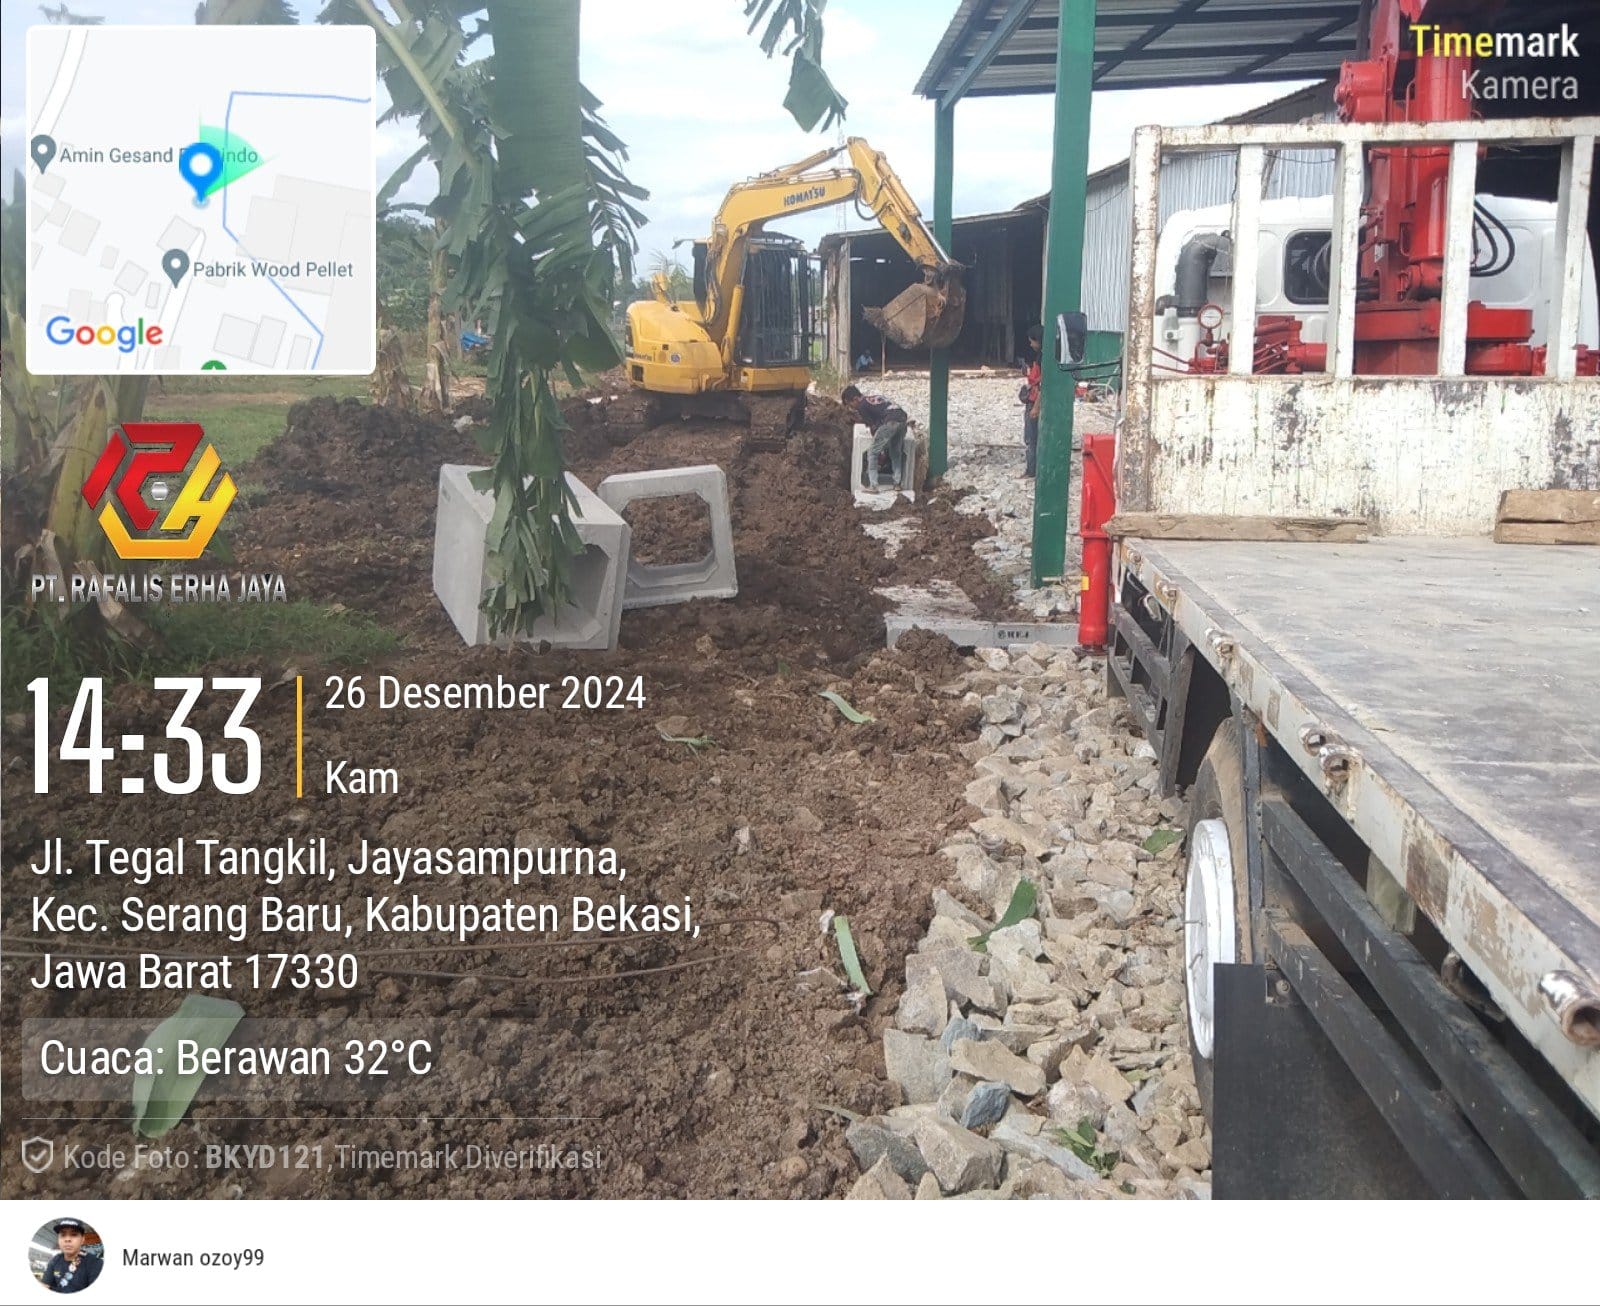 Timemark
Kamera
Amin Gesand
indo
Pabrik Wood Pellet
Google
KOMATSU
PT. RAFALIS ERHA JAYA
14:33
26 Desember 2024
Kam
Jl. Tegal Tangkil, Jayasampurna,
Kec. Serang Baru, Kabupaten Bekasi,
Jawa Barat 17330
Cuaca: Berawan 32°C
Kode Foto: BKYD121,Timemark Diverifikasi
Marwan ozoy99